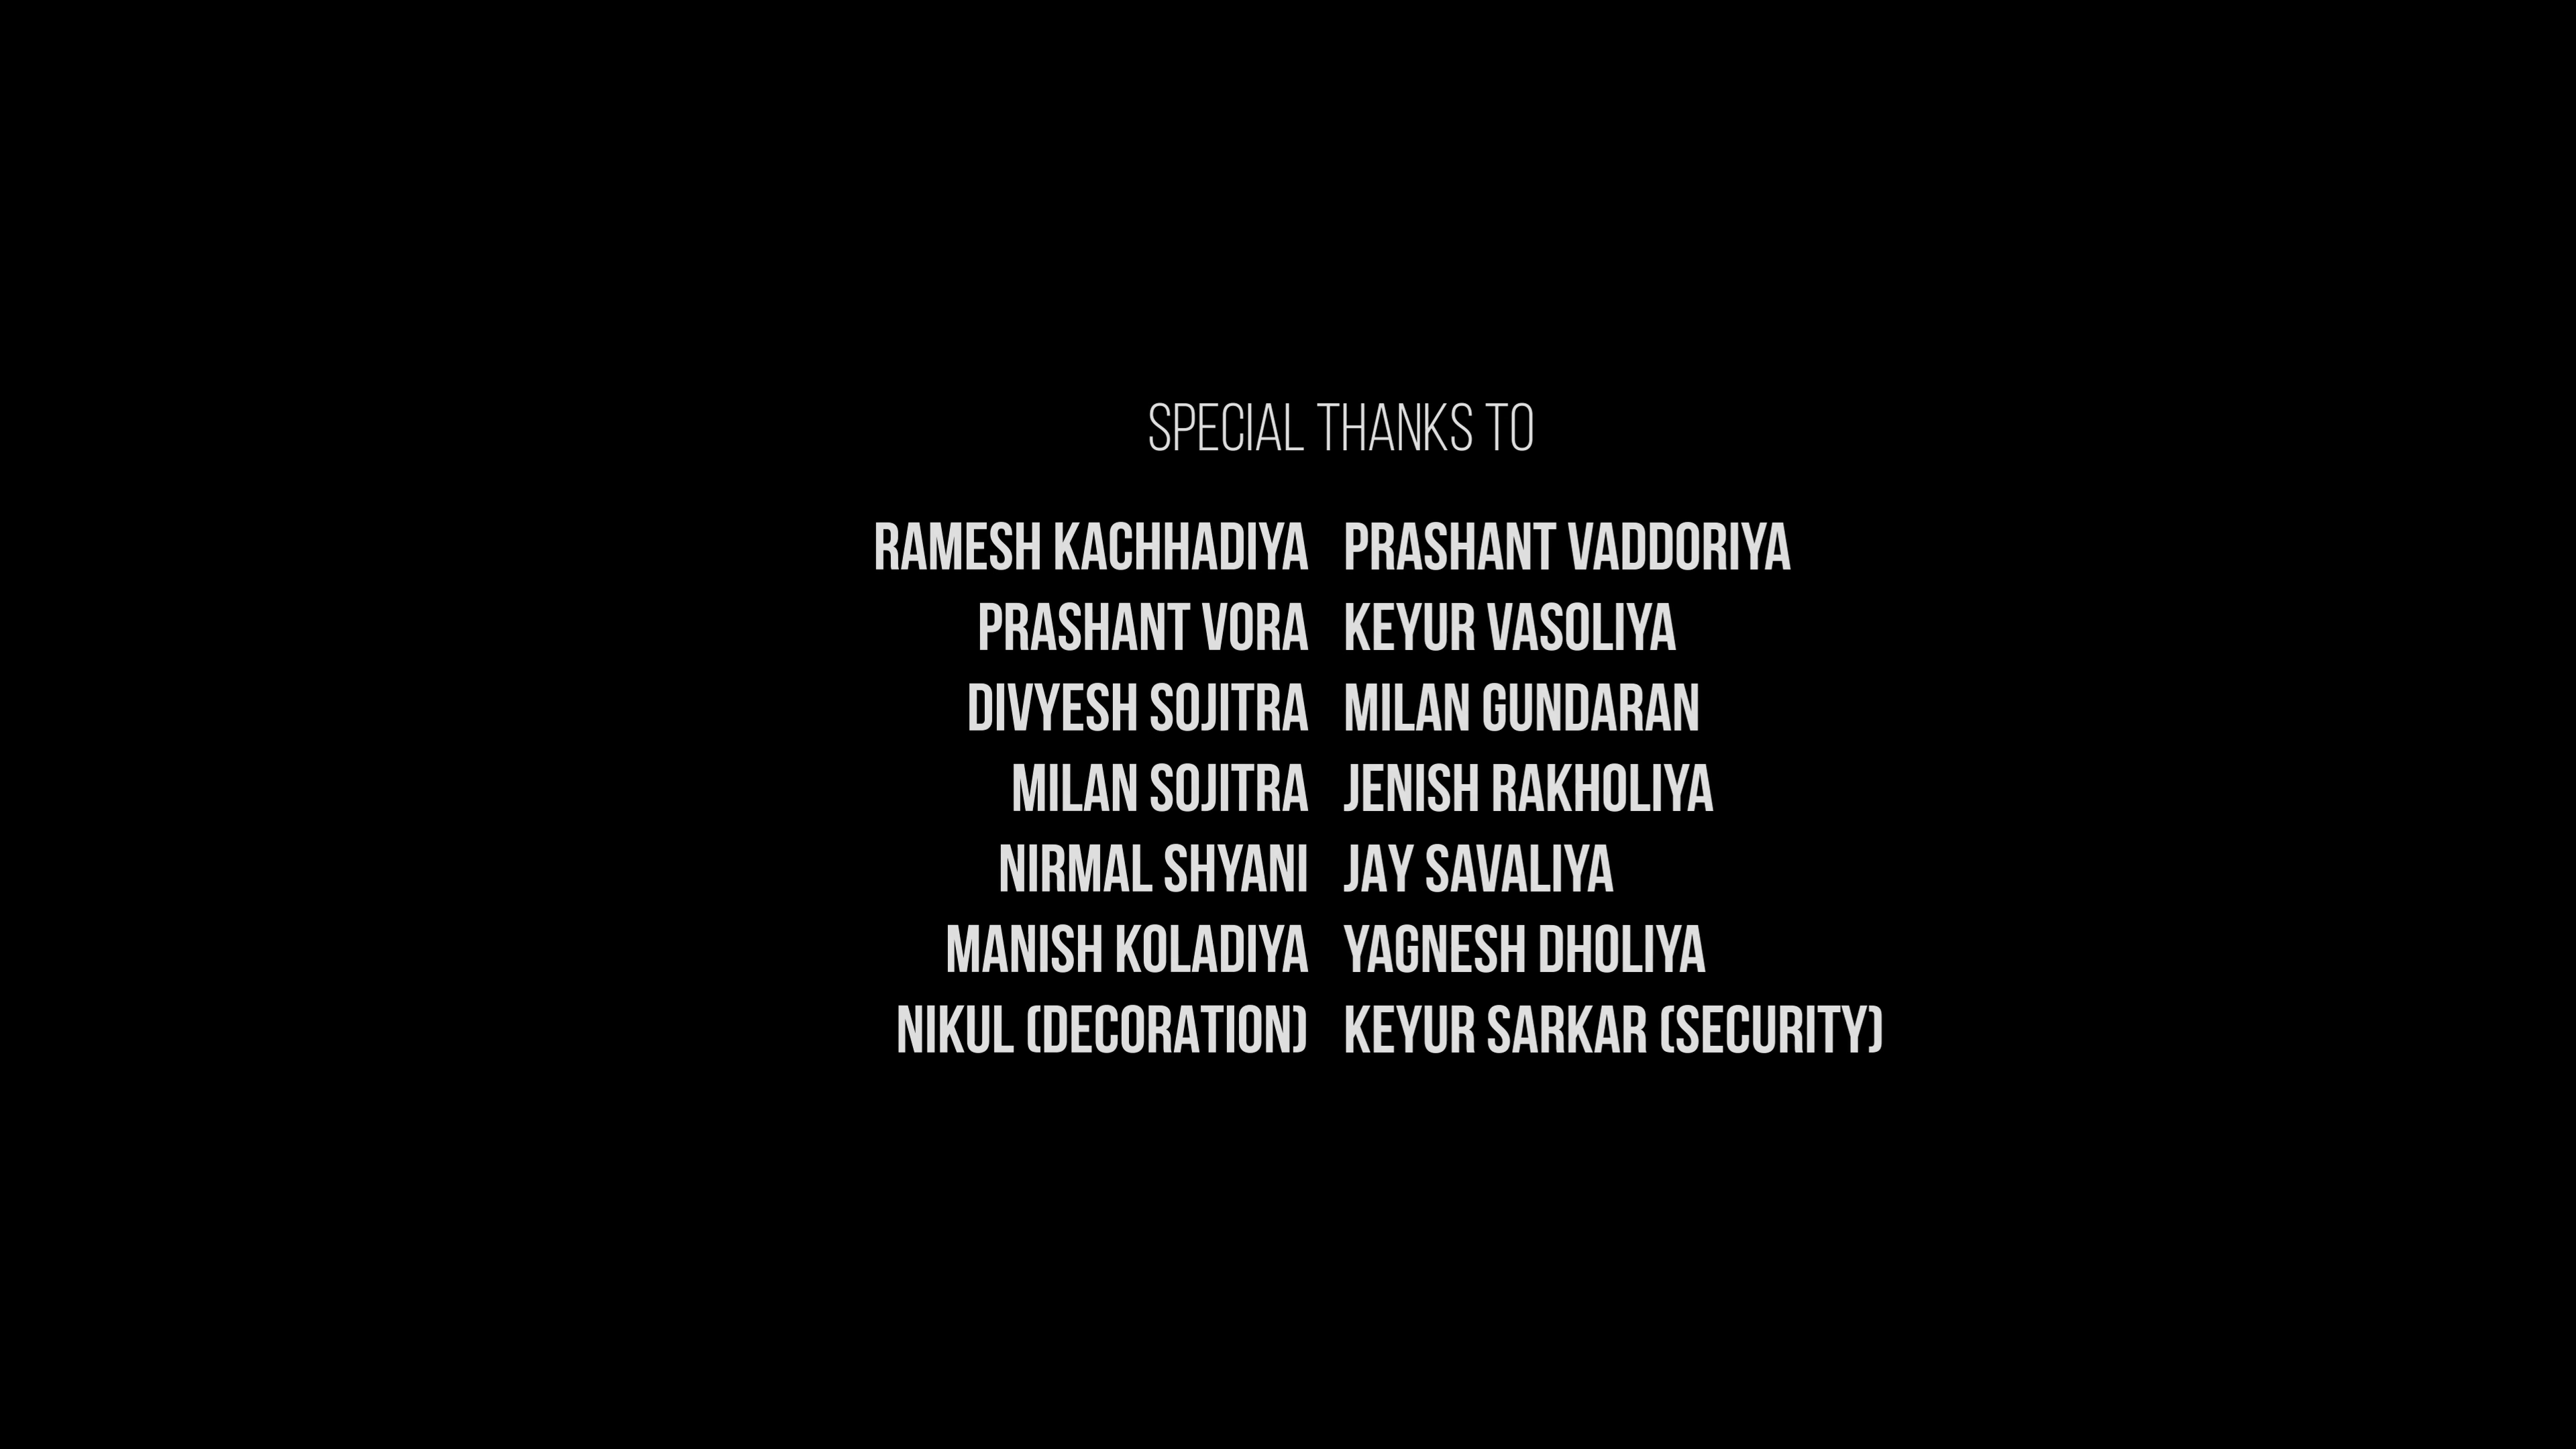 SPECIAL THANKS TO
RAMESH KACHHADIYA PRASHANT VADDORIYA
PRASHANT VORA KEYUR VASOLIYA
DIVYESH SOJITRA MILAN GUNDARAN
MILAN SOJITRA JENISH RAKHOLIYA
NIRMAL SHYANI JAY SAVALIYA
MANISH KOLADIYA YAGNESH DHOLIYA
NIKUL (DECORATION) KEYUR SARKAR (SECURITY)